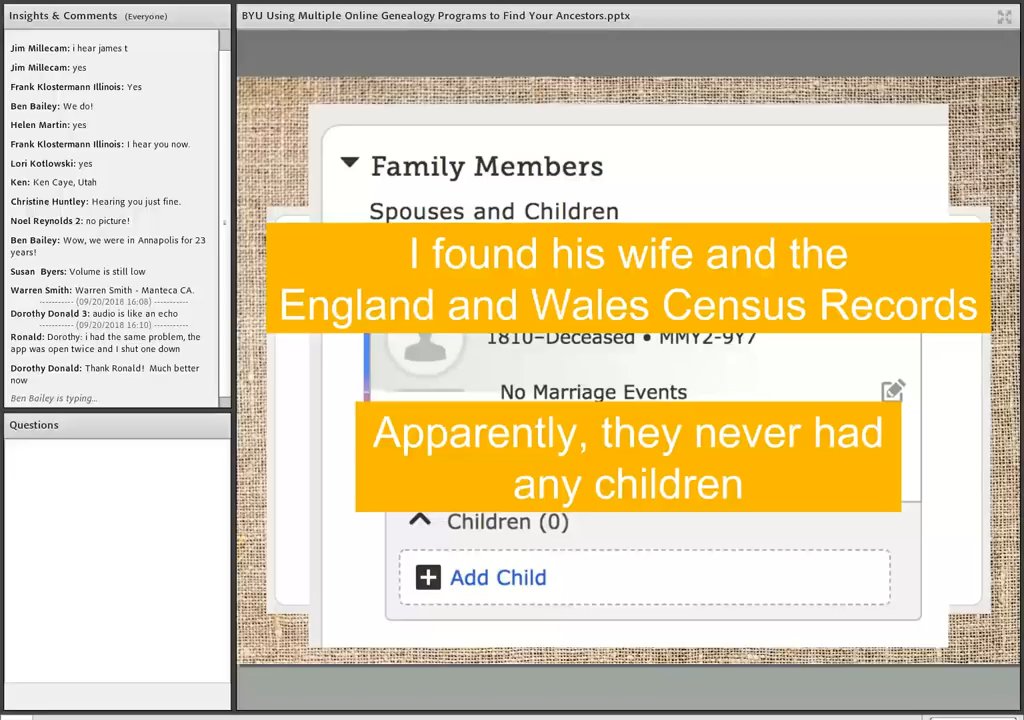 Insights & Comments (Everyone)
Jim Millecam: i hear james t
Jim Millecam: yes
Frank Klostermann Illinois: Yes
Ben Bailey: We do!
Helen Martin: yes
Frank Klostermann Illinois: I hear you now.
Lori Kotlowski: yes
Ken: Ken Caye, Utah
Christine Huntley: Hearing you just fine.
Noel Reynolds 2: no picture!
Ben Bailey: Wow, we were in Annapolis for 23
years!
Susan Byers: Volume is still low
Warren Smith: Warren Smith - Manteca CA.
----------- (09/20/2018 16:08) -----------
Dorothy Donald 3: audio is like an echo
----------- (09/20/2018 16:10) -----------
Ronald: Dorothy: i had the same problem, the
app was open twice and I shut one down
Dorothy Donald: Thank Ronald! Much better
now
Ben Bailey is typing...
Questions
BYU Using Multiple Online Genealogy Programs to Find Your Ancestors.pptx
Family Members
Spouses and Children
I found his wife and the
England and Wales Census Records
1810–Deceased • MMY2-9Y7
No Marriage Events
Apparently, they never had
any children
Children (0)
Add Child